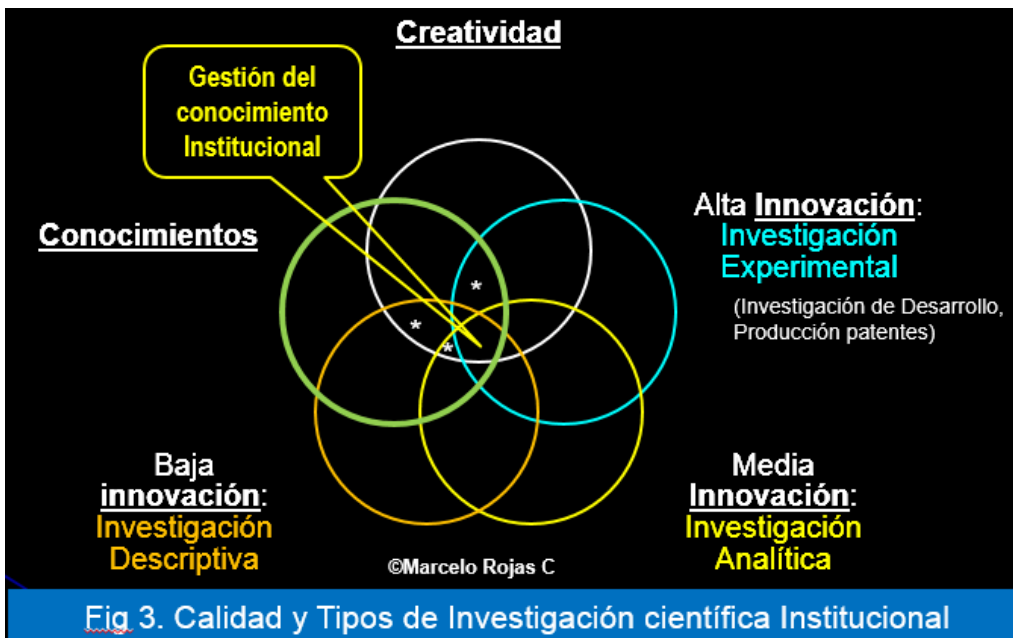 Creatividad
Gestión del
conocimiento
Institucional
Conocimientos
Alta Innovación:
Investigación
Experimental
(Investigación de Desarrollo,
Producción patentes)
*
*
*
Baja
innovación:
Investigación
Descriptiva
Media
Innovación:
Investigación
Analítica
©Marcelo Rojas C
Fig 3. Calidad y Tipos de Investigación científica Institucional